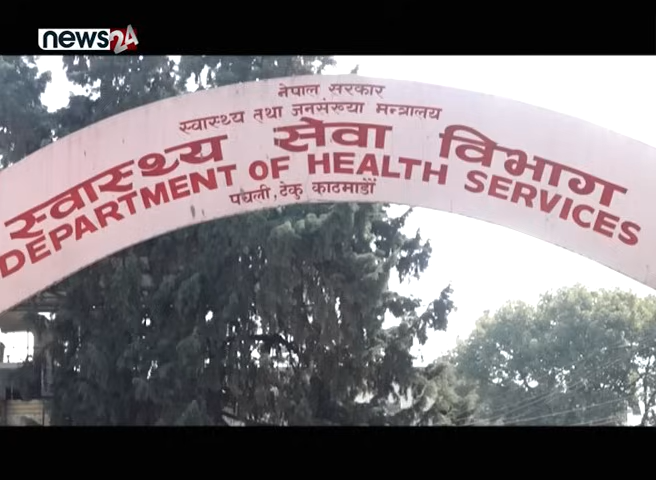 news24
नेपाल सरकार
स्वास्थ्य तथा जनसंख्या मन्त्रालय
स्वास्थ्य सेवा विभाग
DEPARTMENT OF HEALTH SERVICES
पचली, टेकु काठमाडौं